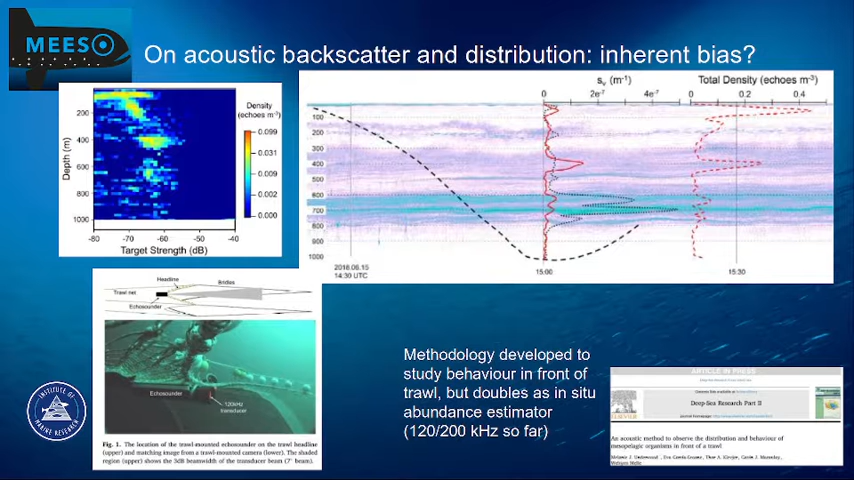 MEESO
On acoustic backscatter and distribution: inherent bias?
Density
(echoes m⁻³)
0.099
0.031
0.009
0.002
0.000
Depth (m)
200
400
600
800
1000
-80 -70 -60 -50 -40
Target Strength (dB)
sᵥ (m⁻¹)
Total Density (echoes m⁻³)
0 2e⁻⁷ 4e⁻⁷ 0 0.2 0.4
100
200
300
400
500
600
700
800
900
1000
2018.06.15
14:30 UTC
15:00
15:30
Headline
Bridles
Trawl net
Echosounder
Echosounder
120kHz
transducer
Fig. 1. The location of the trawl-mounted echosounder on the trawl headline
(upper) and matching image from a trawl-mounted camera (lower). The shaded
region (upper) shows the 3dB beamwidth of the transducer beam (7° beam).
INSTITUTE OF
MARINE RESEARCH
Methodology developed to
study behaviour in front of
trawl, but doubles as in situ
abundance estimator
(120/200 kHz so far)
ARTICLE IN PRESS
Deep-Sea Research Part II
ELSEVIER
An acoustic method to observe the distribution and behaviour of
mesopelagic organisms in front of a trawl